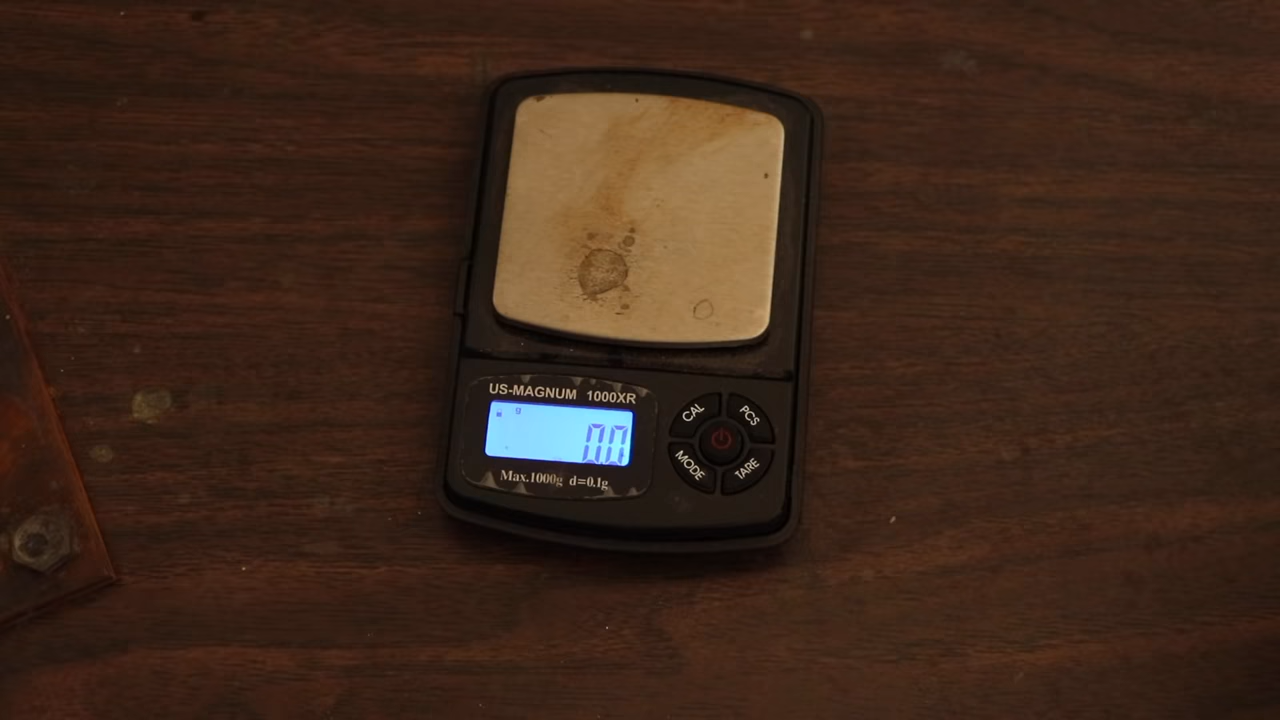 US-MAGNUM 1000XR
g
0.0
Max.1000g d=0.1g
CAL
PCS
MODE
TARE